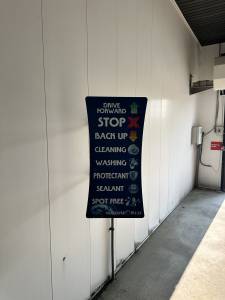 DRIVE
FORWARD
STOP
BACK UP
CLEANING
WASHING
PROTECTANT
SEALANT
SPOT FREE